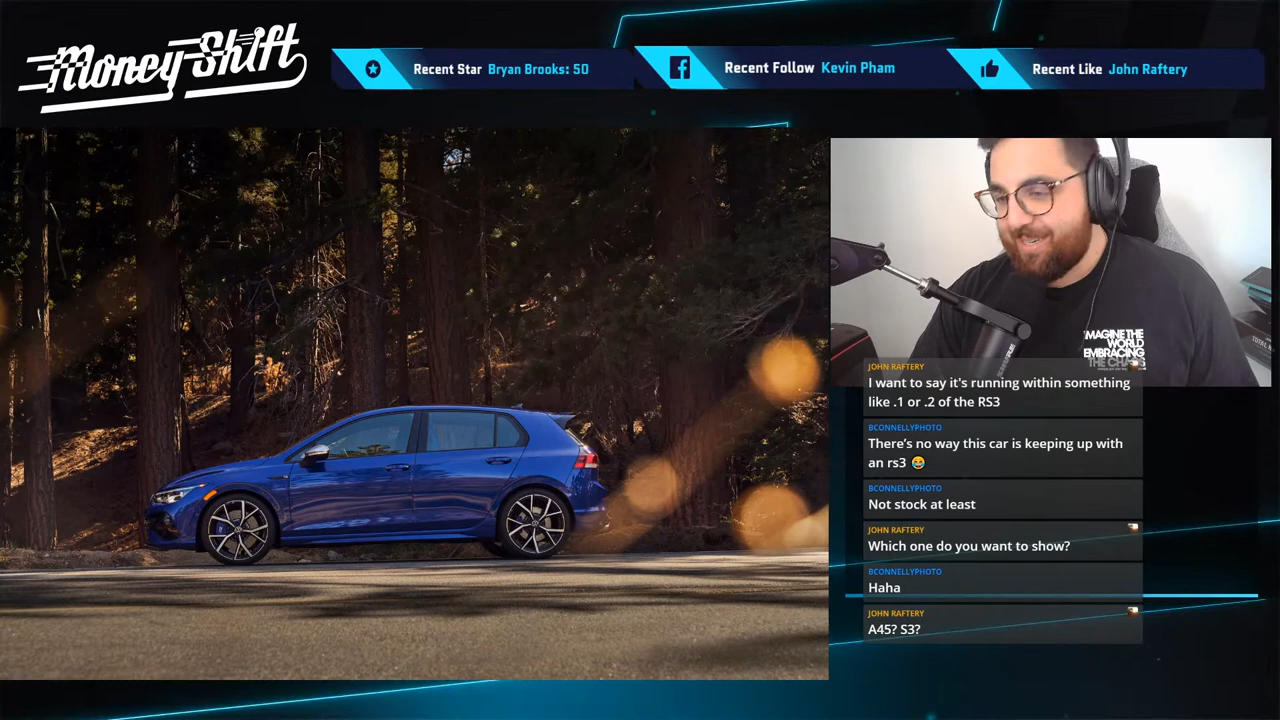 Money Shift
Recent Star Bryan Brooks: 50
Recent Follow Kevin Pham
Recent Like John Raftery
IMAGINE THE
WORLD
EMBRACING
THE
JOHN RAFTERY
I want to say it's running within something
like .1 or .2 of the RS3
BCONNELLYPHOTO
There's no way this car is keeping up with
an rs3 😂
BCONNELLYPHOTO
Not stock at least
JOHN RAFTERY
Which one do you want to show?
BCONNELLYPHOTO
Haha
JOHN RAFTERY
A45? S3?